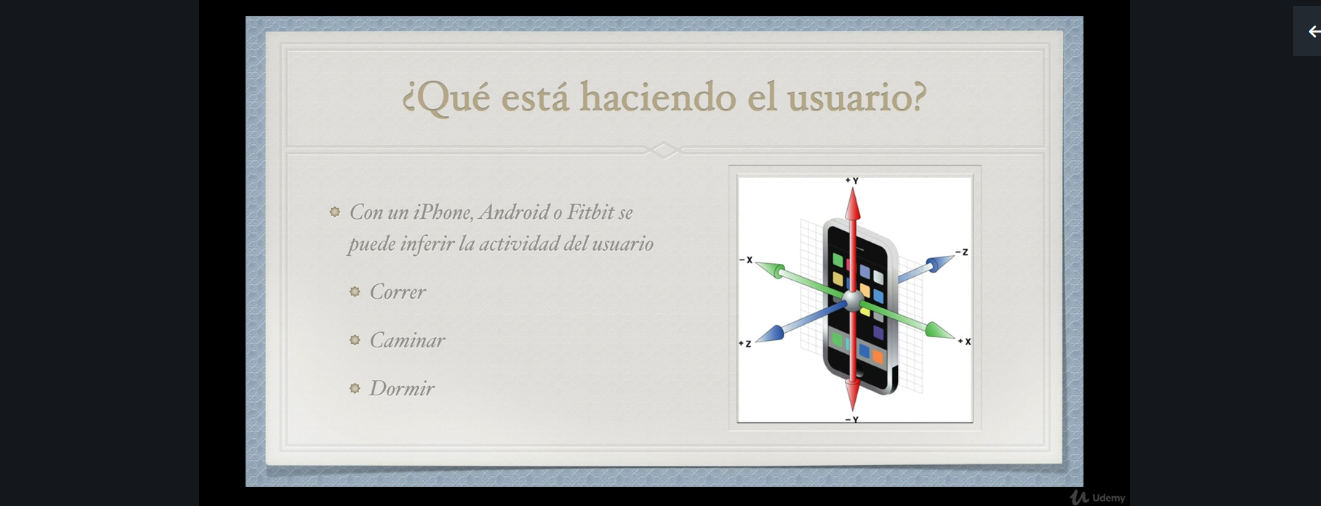 ¿Qué está haciendo el usuario?
Con un iPhone, Android o Fitbit se
puede inferir la actividad del usuario
Correr
Caminar
Dormir
+Y
-X
-Z
+Z
+X
-Y
Udemy